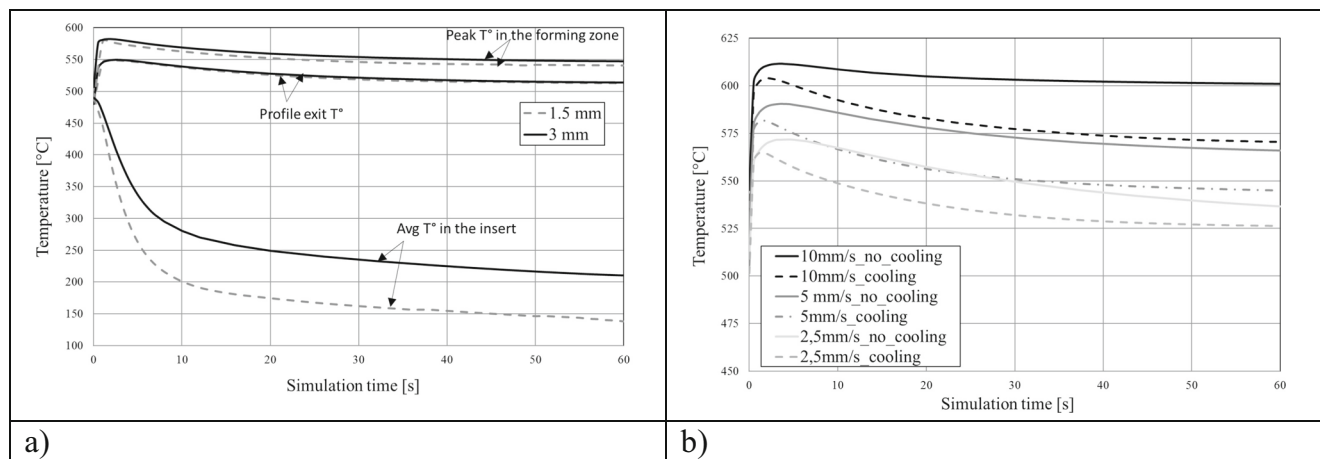 600
550
500
450
400
350
300
250
200
150
100
Temperature [°C]
Peak T° in the forming zone
Profile exit T°
1.5 mm
3 mm
Avg T° in the insert
0 10 20 30 40 50 60
Simulation time [s]
a)
625
600
575
550
525
500
475
450
Temperature [°C]
10mm/s_no_cooling
10mm/s_cooling
5 mm/s_no_cooling
5mm/s_cooling
2,5mm/s_no_cooling
2,5mm/s_cooling
0 10 20 30 40 50 60
Simulation time [s]
b)